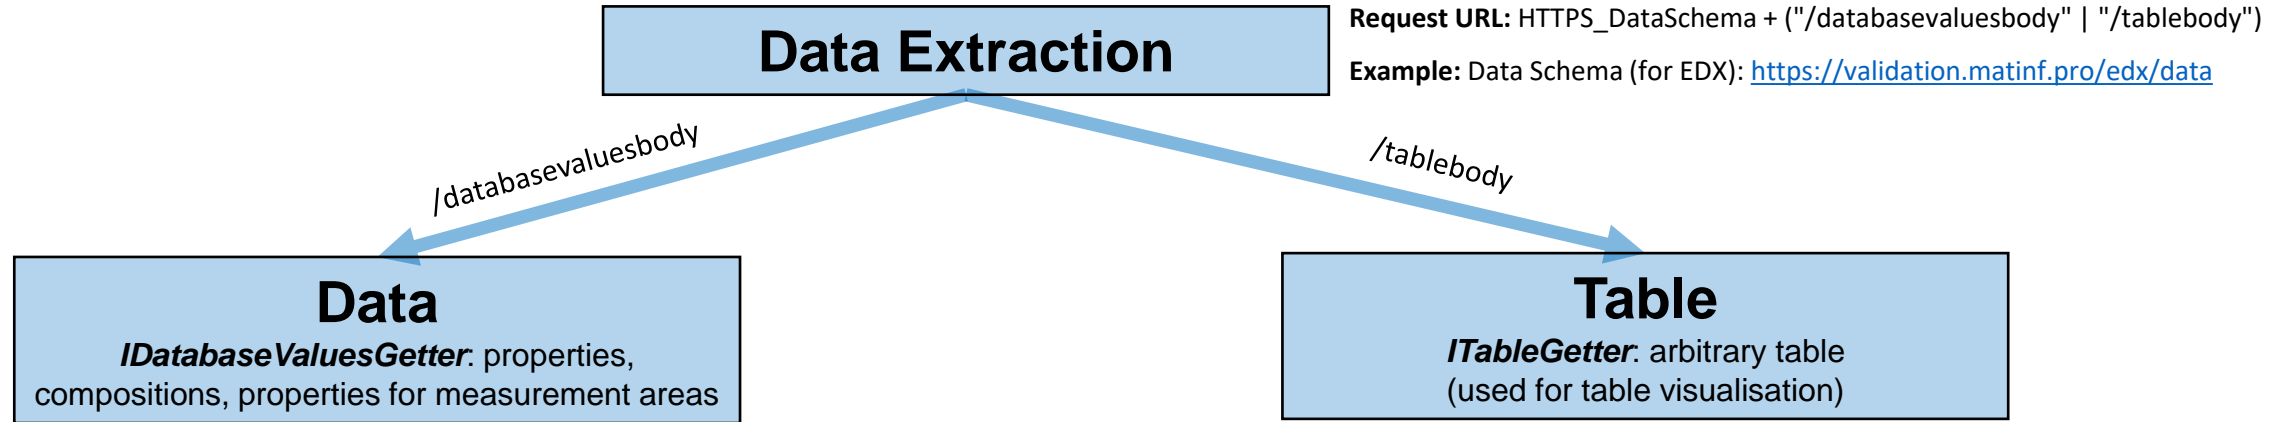 Data Extraction
Request URL: HTTPS_DataSchema + ("/databasevaluesbody" | "/tablebody")
Example: Data Schema (for EDX): https://validation.matinf.pro/edx/data
/databasevaluesbody
/tablebody
Data
IDatabaseValuesGetter: properties,
compositions, properties for measurement areas
Table
ITableGetter: arbitrary table
(used for table visualisation)